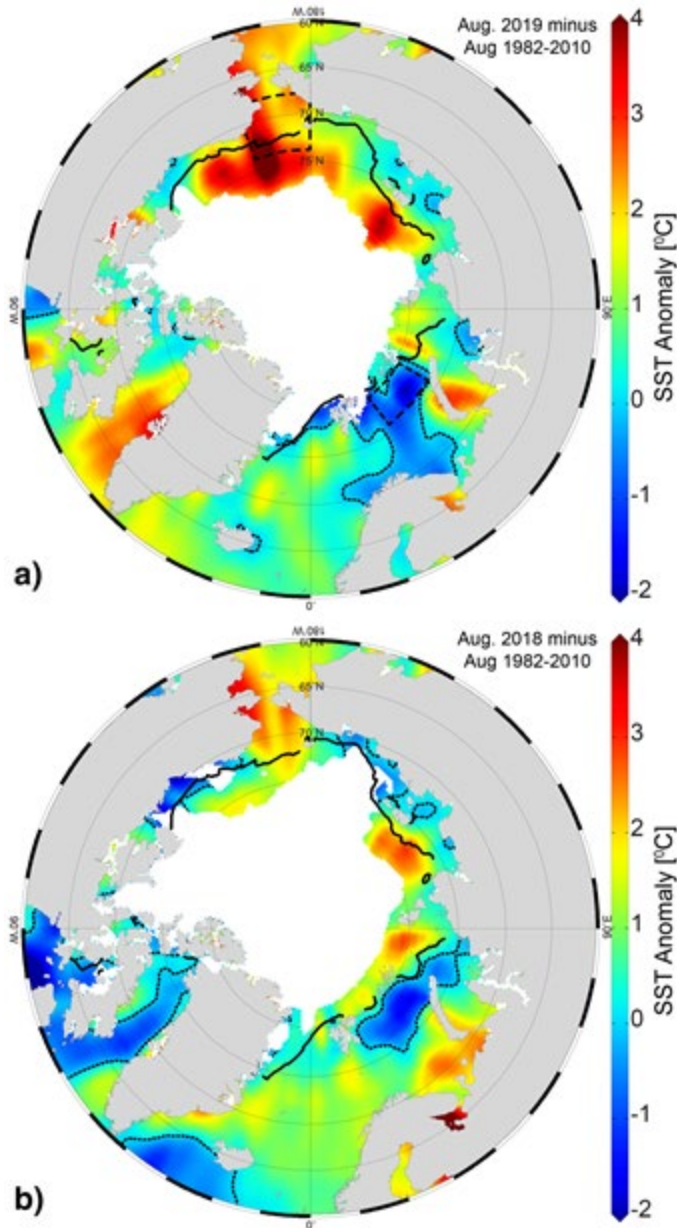 180°W
60°N
Aug. 2019 minus
Aug 1982-2010
65°N
70°N
75°N
90°W
90°E
0°
4
3
2
1
0
-1
-2
SST Anomaly [⁰C]
a)
180°W
60°N
Aug. 2018 minus
Aug 1982-2010
65°N
70°N
90°W
90°E
0°
4
3
2
1
0
-1
-2
SST Anomaly [⁰C]
b)